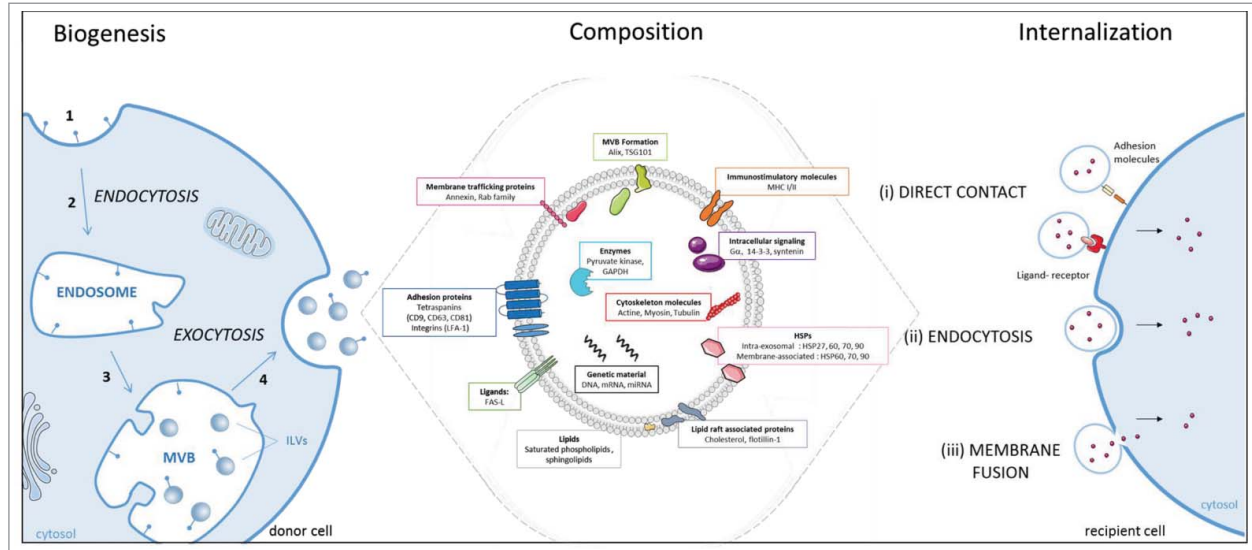 Biogenesis
Composition
Internalization
1
2
ENDOCYTOSIS
ENDOSOME
EXOCYTOSIS
3
4
MVB
ILVs
cytosol
donor cell
MVB Formation
Alix, TSG101
Membrane trafficking proteins
Annexin, Rab family
Immunostimulatory molecules
MHC I/II
Enzymes
Pyruvate kinase,
GAPDH
Intracellular signaling
Gα, 14-3-3, syntenin
Adhesion proteins
Tetraspanins
(CD9, CD63, CD81)
Integrins (LFA-1)
Cytoskeleton molecules
Actine, Myosin, Tubulin
HSPs
Intra-exosomal : HSP27, 60, 70, 90
Membrane-associated : HSP60, 70, 90
Genetic material
DNA, mRNA, miRNA
Ligands:
FAS-L
Lipids
Saturated phospholipids,
sphingolipids
Lipid raft associated proteins
Cholesterol, flotillin-1
Adhesion
molecules
(i) DIRECT CONTACT
Ligand- receptor
(ii) ENDOCYTOSIS
(iii) MEMBRANE
FUSION
cytosol
recipient cell